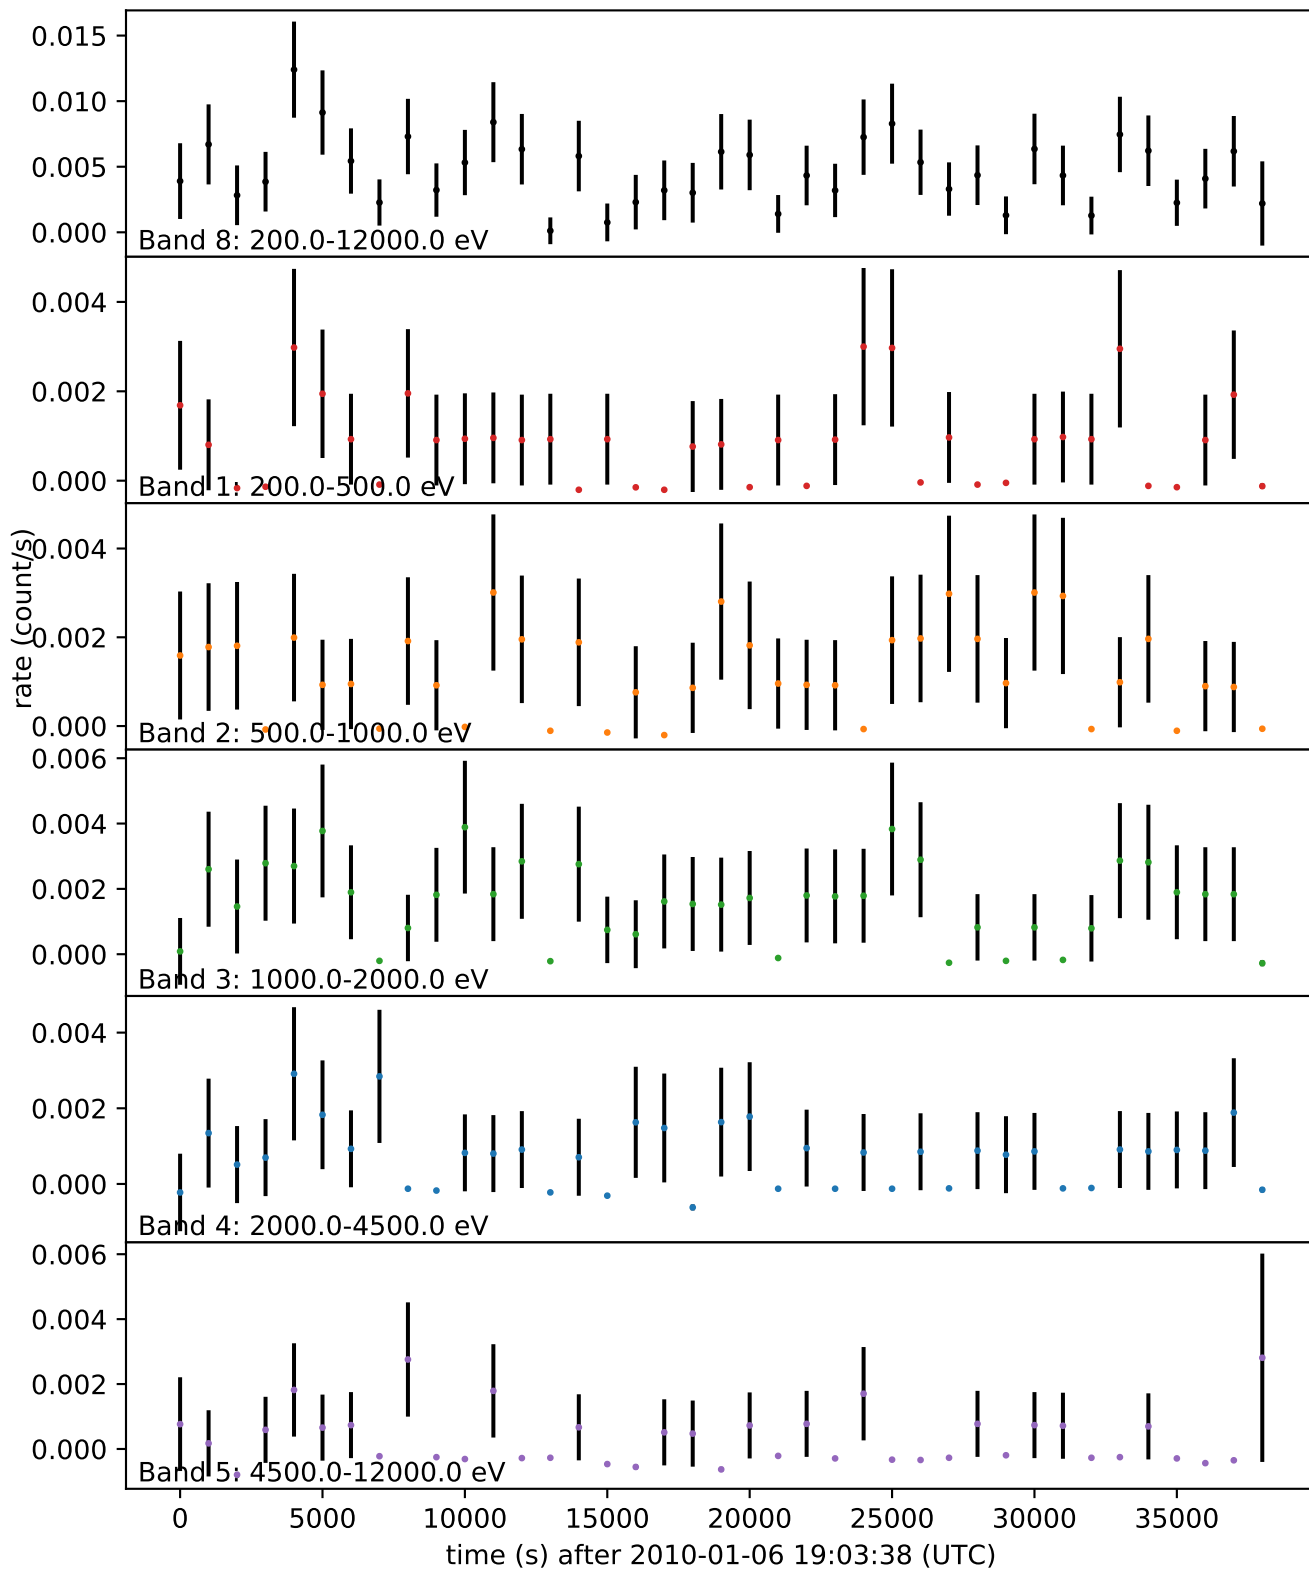 0.015
0.010
0.005
0.000
Band 8: 200.0-12000.0 eV
0.004
0.002
0.000
Band 1: 200.0-500.0 eV
rate (count/s)
0.004
0.002
0.000
Band 2: 500.0-1000.0 eV
0.006
0.004
0.002
0.000
Band 3: 1000.0-2000.0 eV
0.004
0.002
0.000
Band 4: 2000.0-4500.0 eV
0.006
0.004
0.002
0.000
Band 5: 4500.0-12000.0 eV
0 5000 10000 15000 20000 25000 30000 35000
time (s) after 2010-01-06 19:03:38 (UTC)